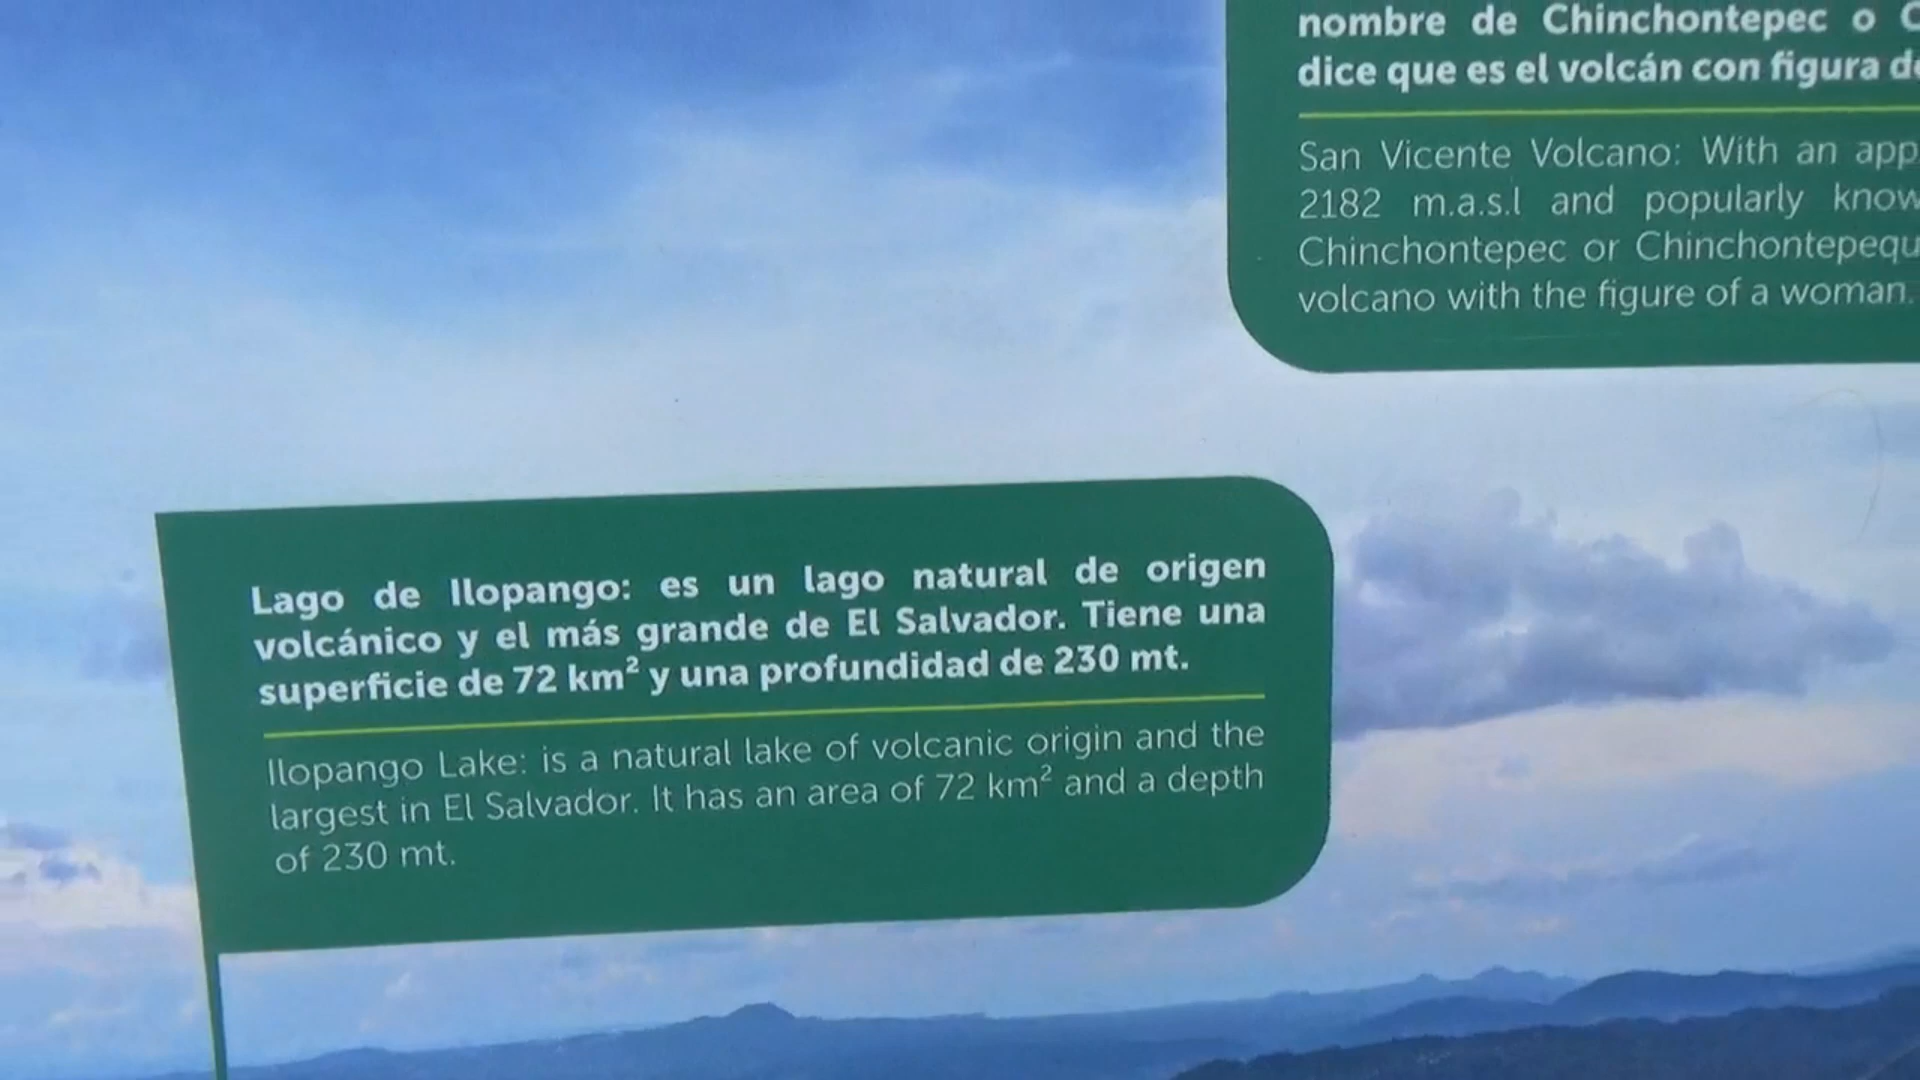 nombre de Chinchontepec o
dice que es el volcán con figura
San Vicente Volcano: With an
2182 m.a.s.l and popularly
Chinchontepec or
volcano with the figure of a woman.
Lago de Ilopango: es un lago natural de origen
volcánico y el más grande de El Salvador. Tiene una
superficie de 72 km² y una profundidad de 230 mt.
Ilopango Lake: is a natural lake of volcanic origin and the
largest in El Salvador. It has an area of 72 km² and a depth
of 230 mt.